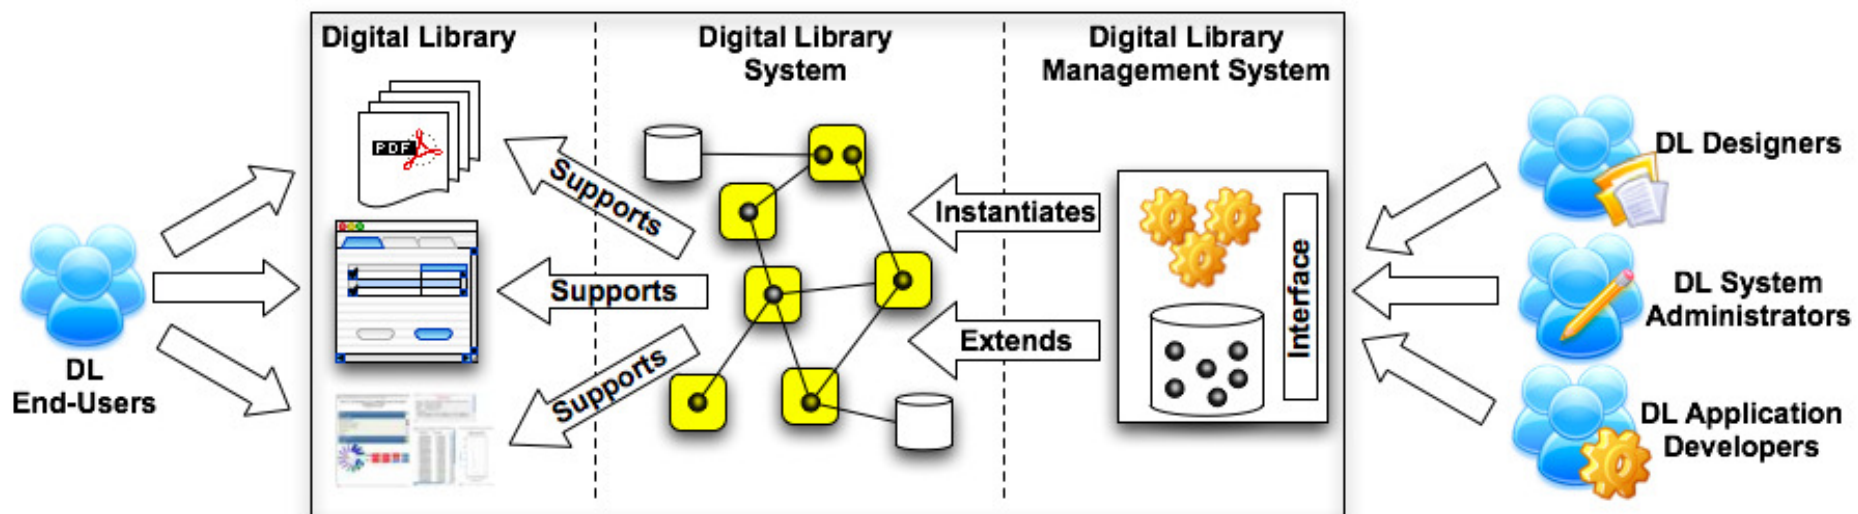 Digital Library
Digital Library
System
Digital Library
Management System
PDF
Supports
Supports
Supports
Instantiates
Extends
Interface
DL
End-Users
DL Designers
DL System
Administrators
DL Application
Developers